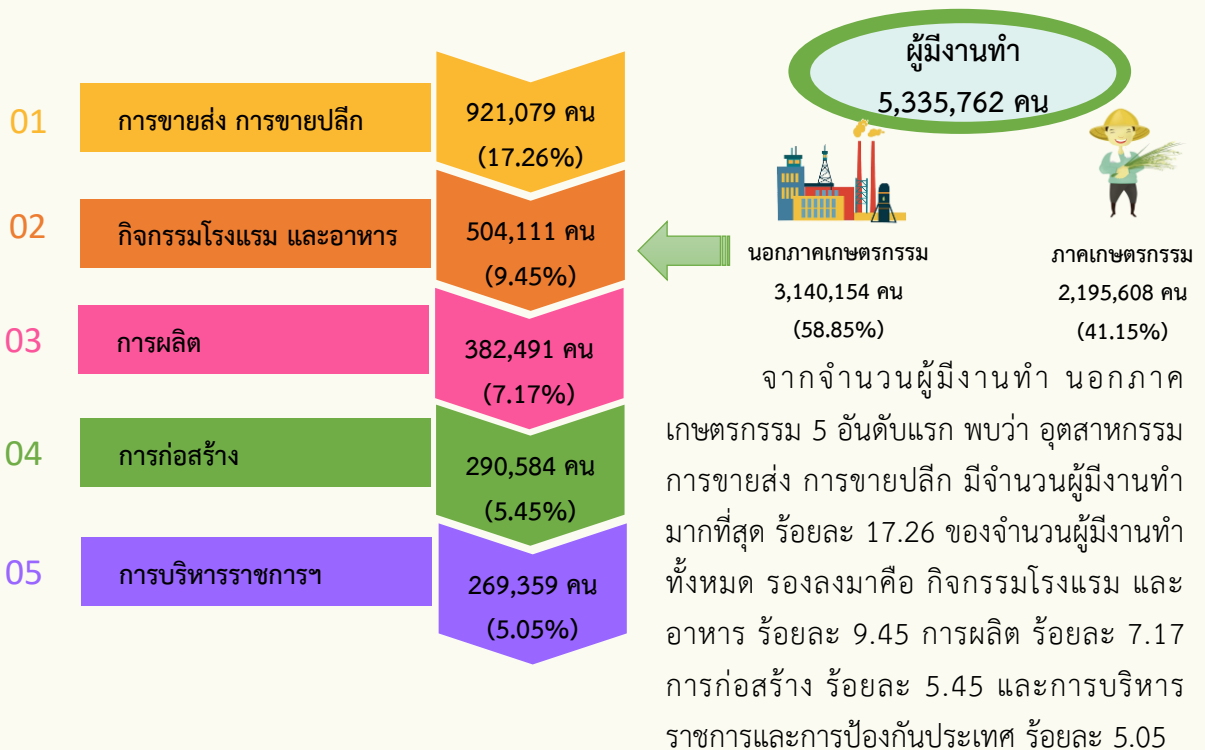 01
การขายส่ง การขายปลีก
921,079 คน
(17.26%)
02
กิจกรรมโรงแรม และอาหาร
504,111 คน
(9.45%)
03
การผลิต
382,491 คน
(7.17%)
04
การก่อสร้าง
290,584 คน
(5.45%)
05
การบริหารราชการฯ
269,359 คน
(5.05%)
ผู้มีงานทำ
5,335,762 คน
นอกภาคเกษตรกรรม
3,140,154 คน
(58.85%)
ภาคเกษตรกรรม
2,195,608 คน
(41.15%)
จากจำนวนผู้มีงานทำ นอกภาค
เกษตรกรรม 5 อันดับแรก พบว่า อุตสาหกรรม
การขายส่ง การขายปลีก มีจำนวนผู้มีงานทำ
มากที่สุด ร้อยละ 17.26 ของจำนวนผู้มีงานทำ
ทั้งหมด รองลงมาคือ กิจกรรมโรงแรม และ
อาหาร ร้อยละ 9.45 การผลิต ร้อยละ 7.17
การก่อสร้าง ร้อยละ 5.45 และการบริหาร
ราชการและการป้องกันประเทศ ร้อยละ 5.05